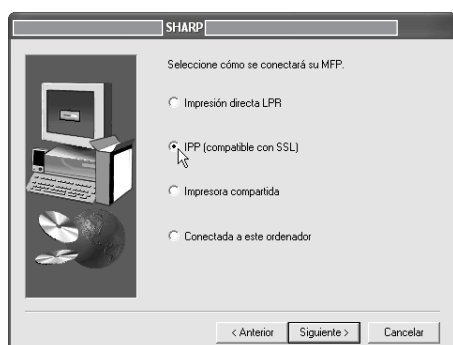 SHARP
Seleccione cómo se conectará su MFP.
Impresión directa LPR
IPP (compatible con SSL)
Impresora compartida
Conectada a este ordenador
< Anterior Siguiente > Cancelar